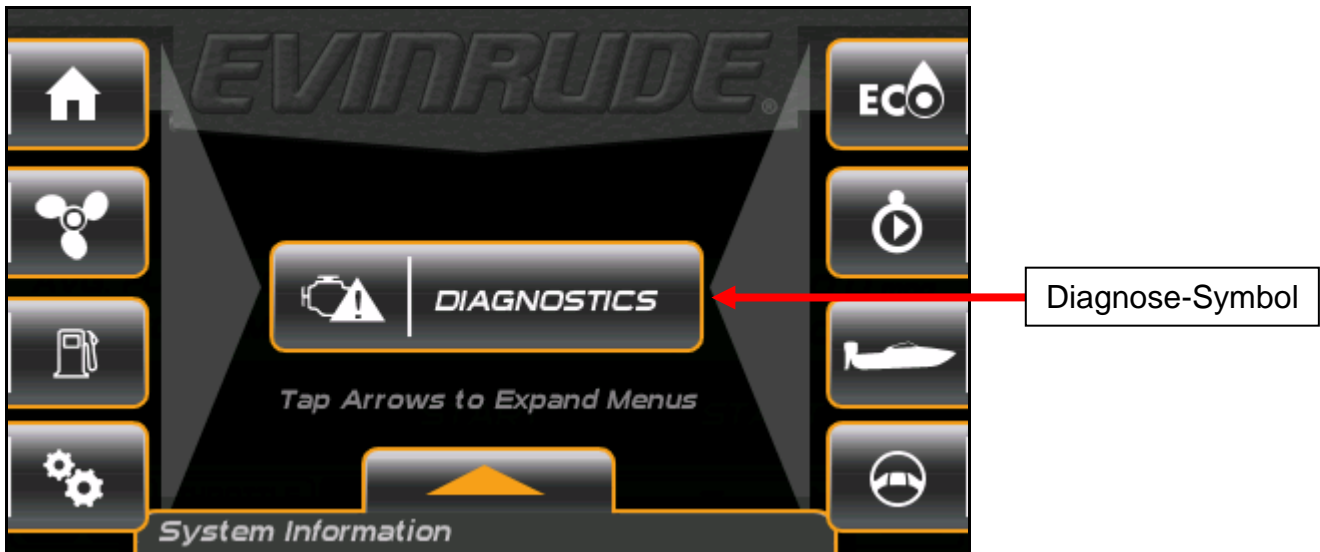 EVINRUDE®
ECO
DIAGNOSTICS
Diagnose-Symbol
Tap Arrows to Expand Menus
System Information